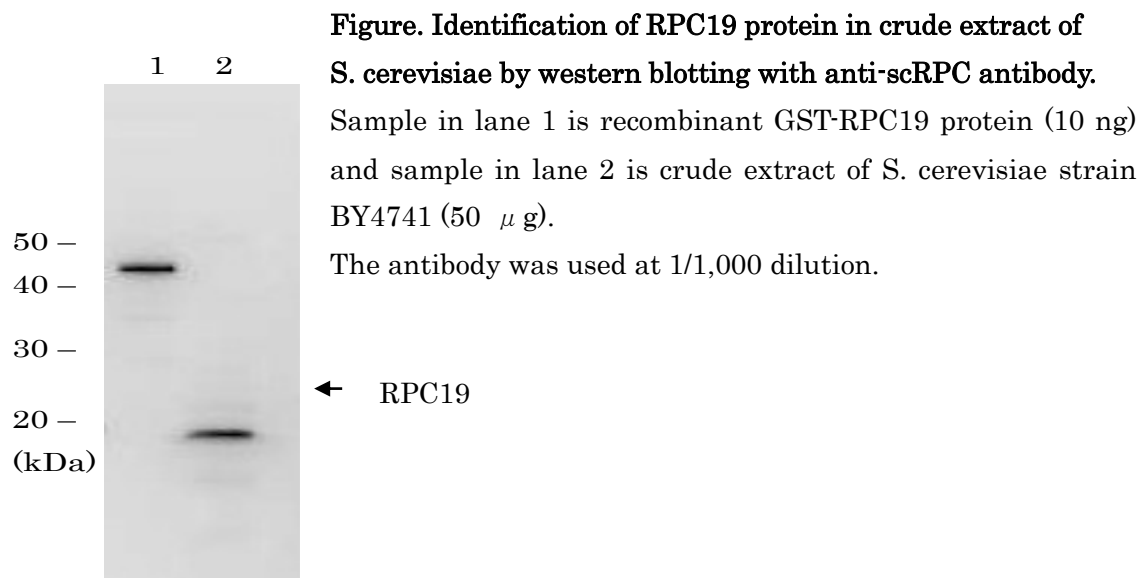 Figure. Identification of RPC19 protein in crude extract of
S. cerevisiae by western blotting with anti-scRPC antibody.
Sample in lane 1 is recombinant GST-RPC19 protein (10 ng)
and sample in lane 2 is crude extract of S. cerevisiae strain
BY4741 (50 μg).
The antibody was used at 1/1,000 dilution.
1 2
50 –
40 –
30 –
20 –
(kDa)
← RPC19